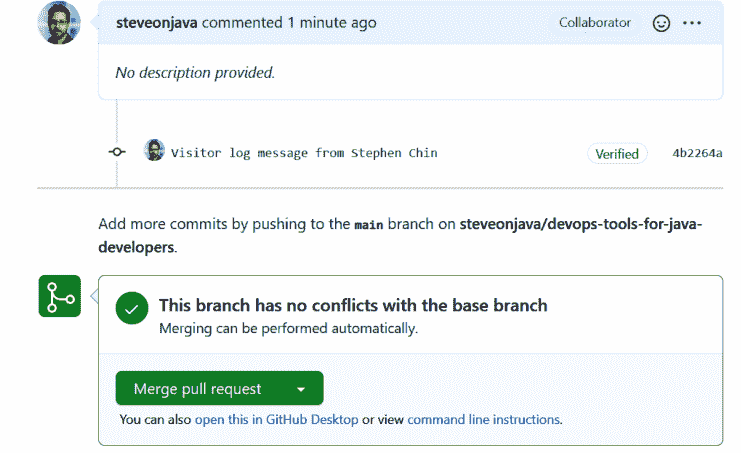 steveonjava commented 1 minute ago Collaborator
No description provided.
Visitor log message from Stephen Chin Verified 4b2264a
Add more commits by pushing to the main branch on steveonjava/devops-tools-for-java-
developers.
This branch has no conflicts with the base branch
Merging can be performed automatically.
Merge pull request
You can also open this in GitHub Desktop or view command line instructions.